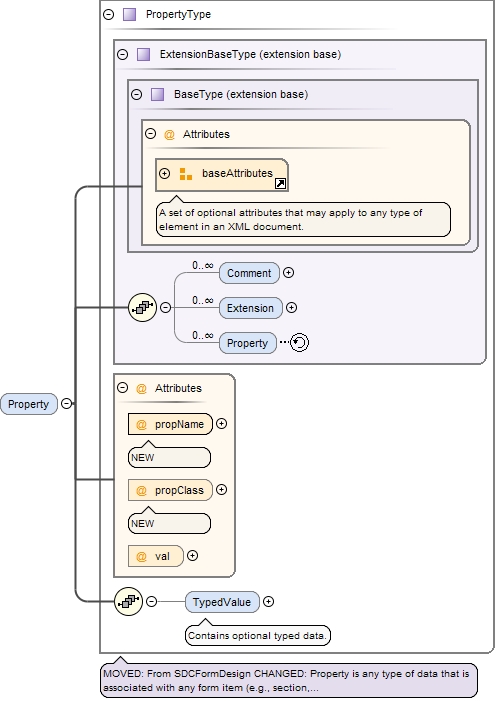 PropertyType
ExtensionBaseType (extension base)
BaseType (extension base)
@ Attributes
baseAttributes
A set of optional attributes that may apply to any type of
element in an XML document.
0..∞
Comment
0..∞
Extension
0..∞
Property
Property
@ Attributes
@ propName
NEW
@ propClass
NEW
@ val
TypedValue
Contains optional typed data.
MOVED: From SDCFormDesign CHANGED: Property is any type of data that is
associated with any form item (e.g., section,...